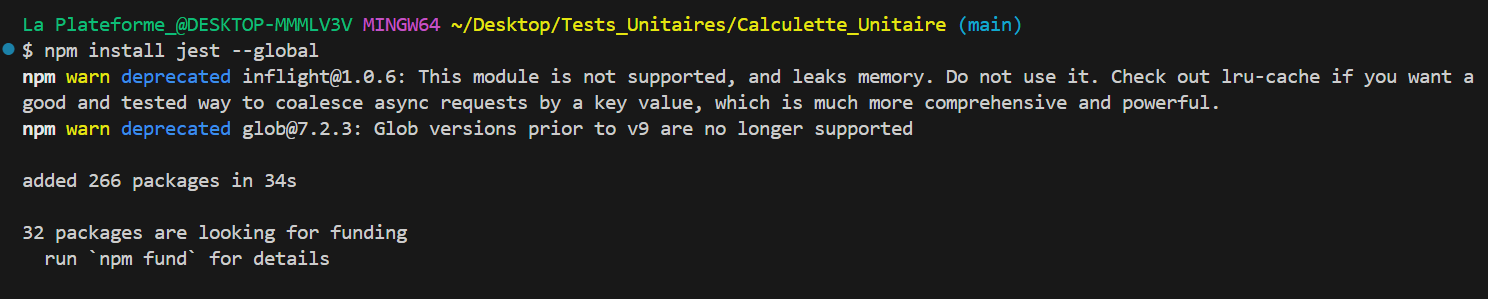 La Plateforme_@DESKTOP-MMMLV3V MINGW64 ~/Desktop/Tests_Unitaires/Calculette_Unitaire (main)
$ npm install jest --global
npm warn deprecated inflight@1.0.6: This module is not supported, and leaks memory. Do not use it. Check out lru-cache if you want a
good and tested way to coalesce async requests by a key value, which is much more comprehensive and powerful.
npm warn deprecated glob@7.2.3: Glob versions prior to v9 are no longer supported
added 266 packages in 34s
32 packages are looking for funding
run `npm fund` for details